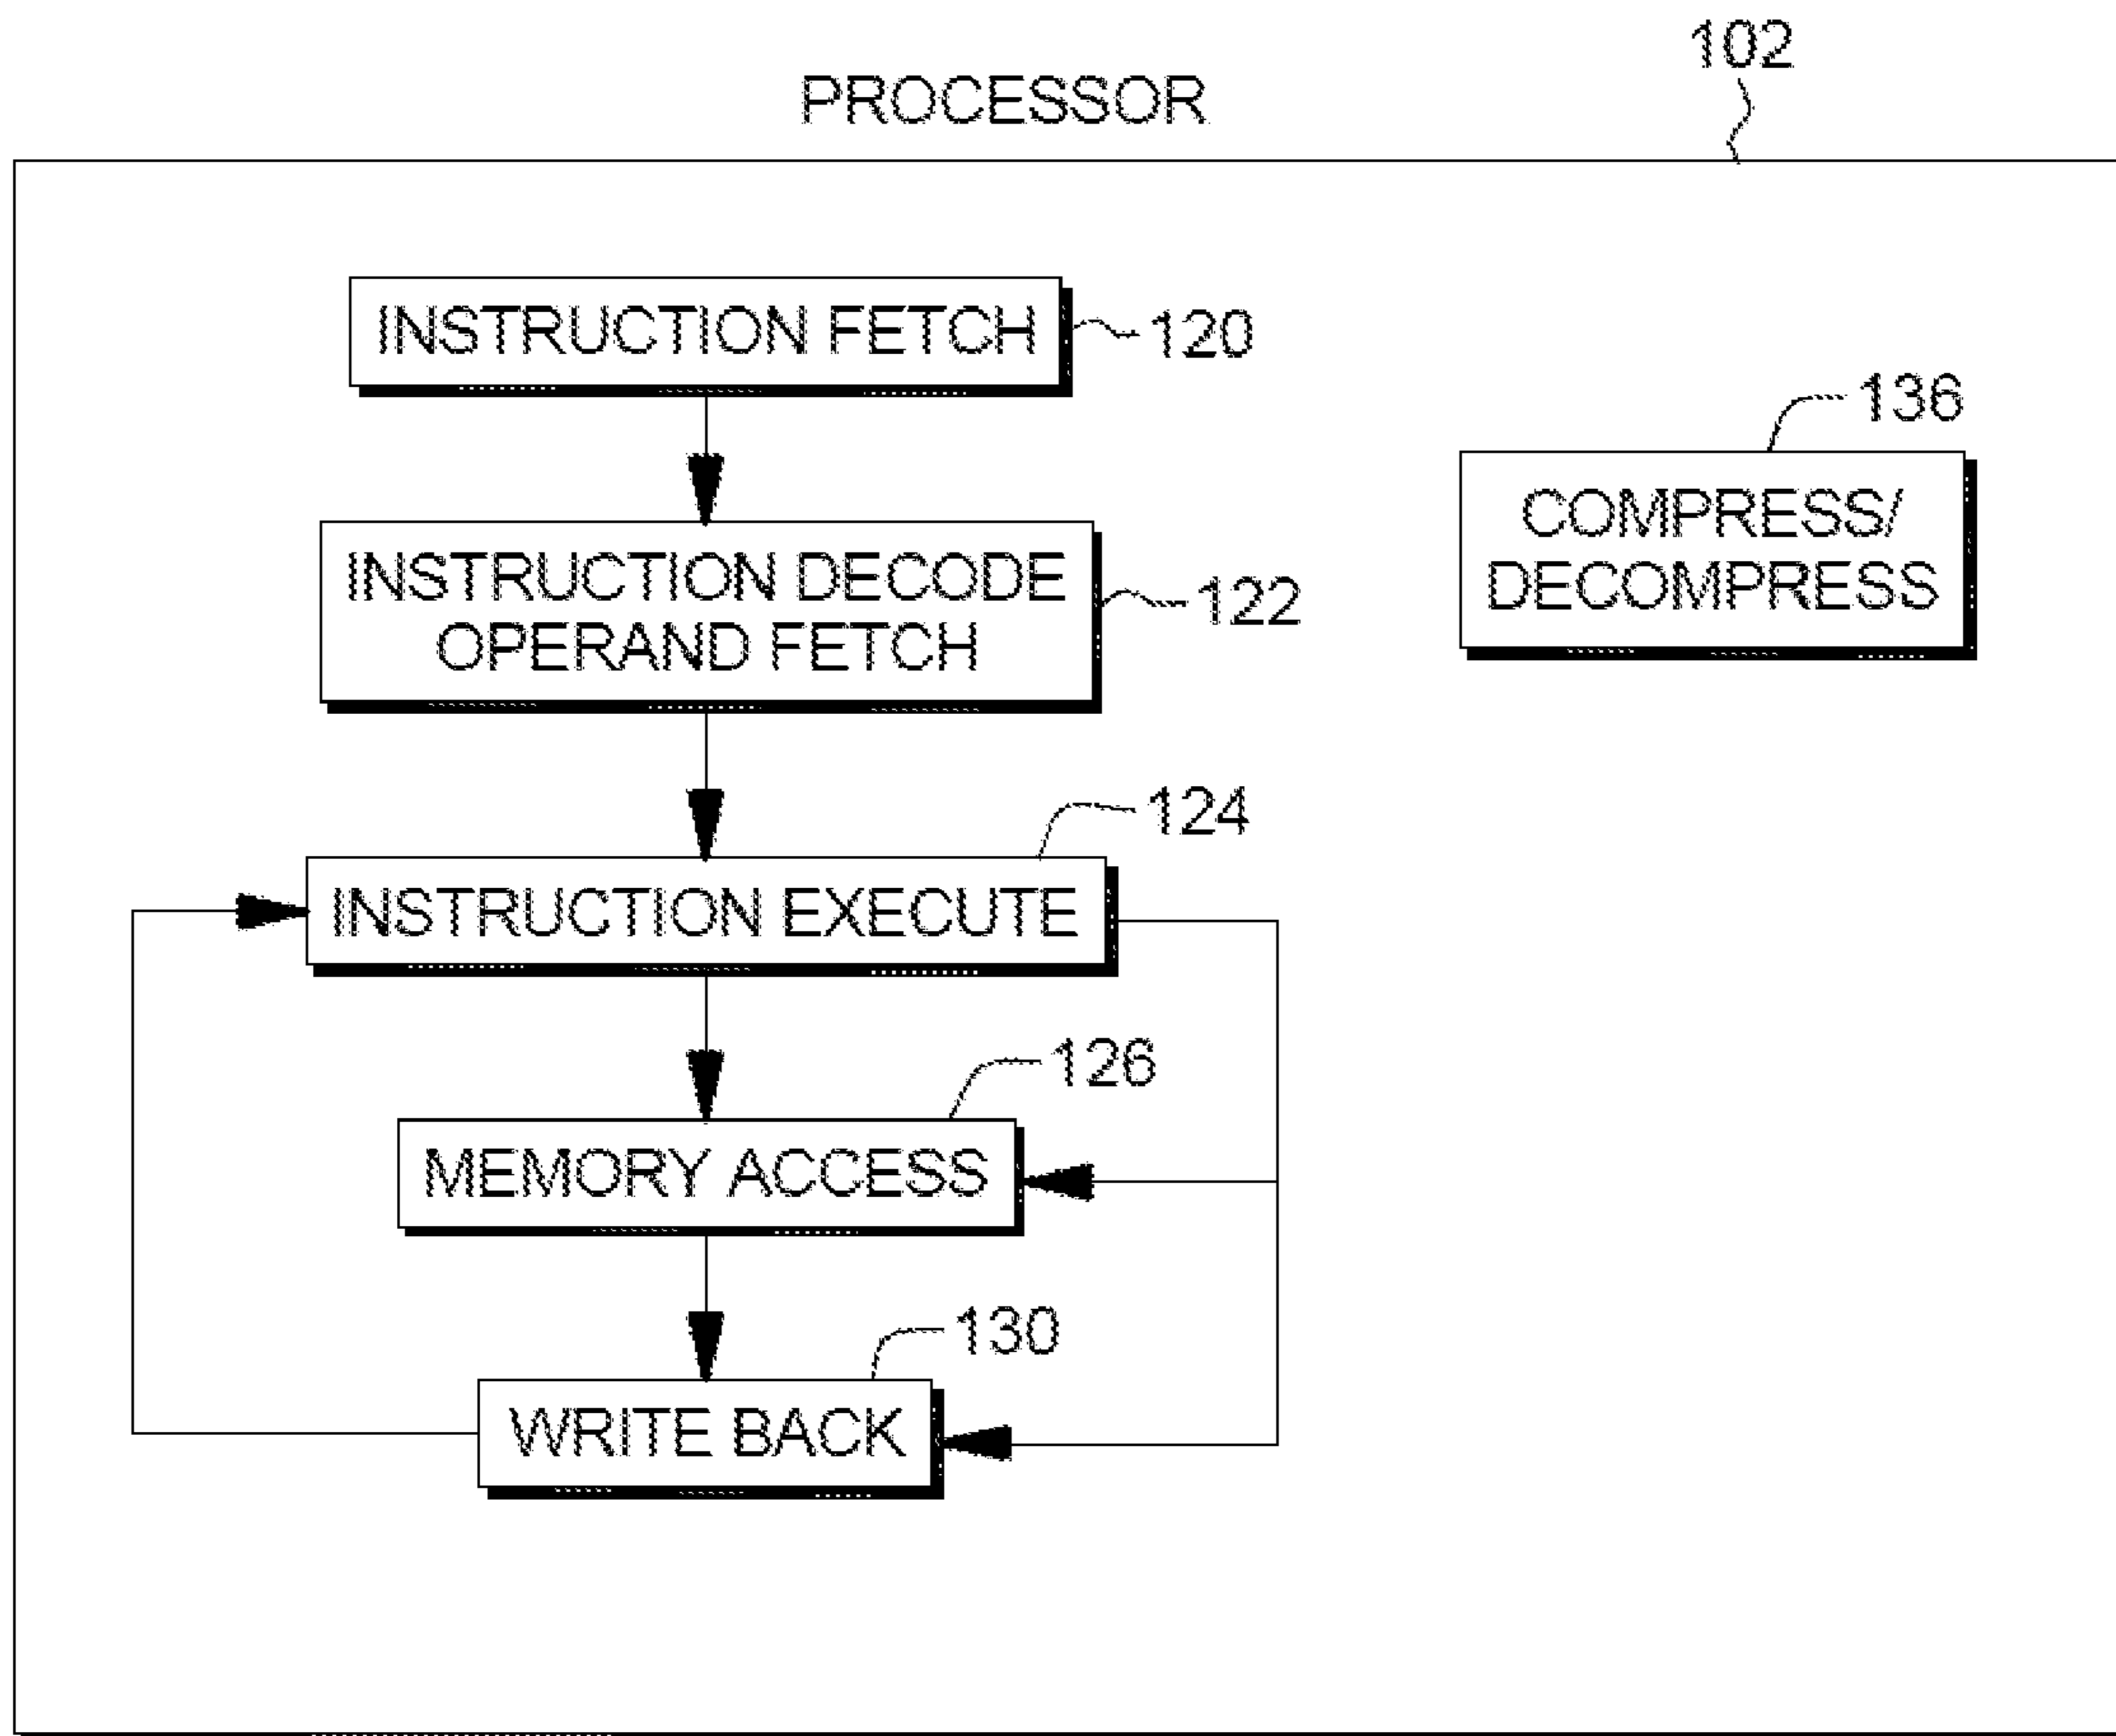 102
PROCESSOR
INSTRUCTION FETCH
120
136
COMPRESS/
DECOMPRESS
INSTRUCTION DECODE
OPERAND FETCH
122
124
INSTRUCTION EXECUTE
126
MEMORY ACCESS
130
WRITE BACK